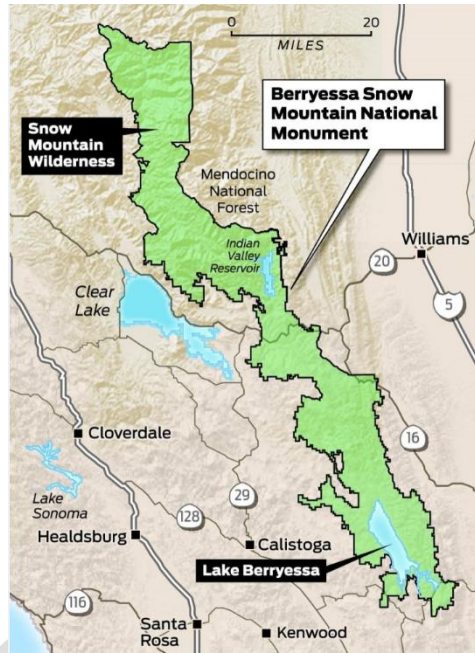 0 20
MILES
Berryessa Snow
Mountain National
Monument
Snow
Mountain
Wilderness
Mendocino
National
Forest
Indian
Valley
Reservoir
Williams
20
5
Clear
Lake
Cloverdale
16
Lake
Sonoma
29
128
Healdsburg
Calistoga
Lake Berryessa
116
Santa
Rosa
Kenwood